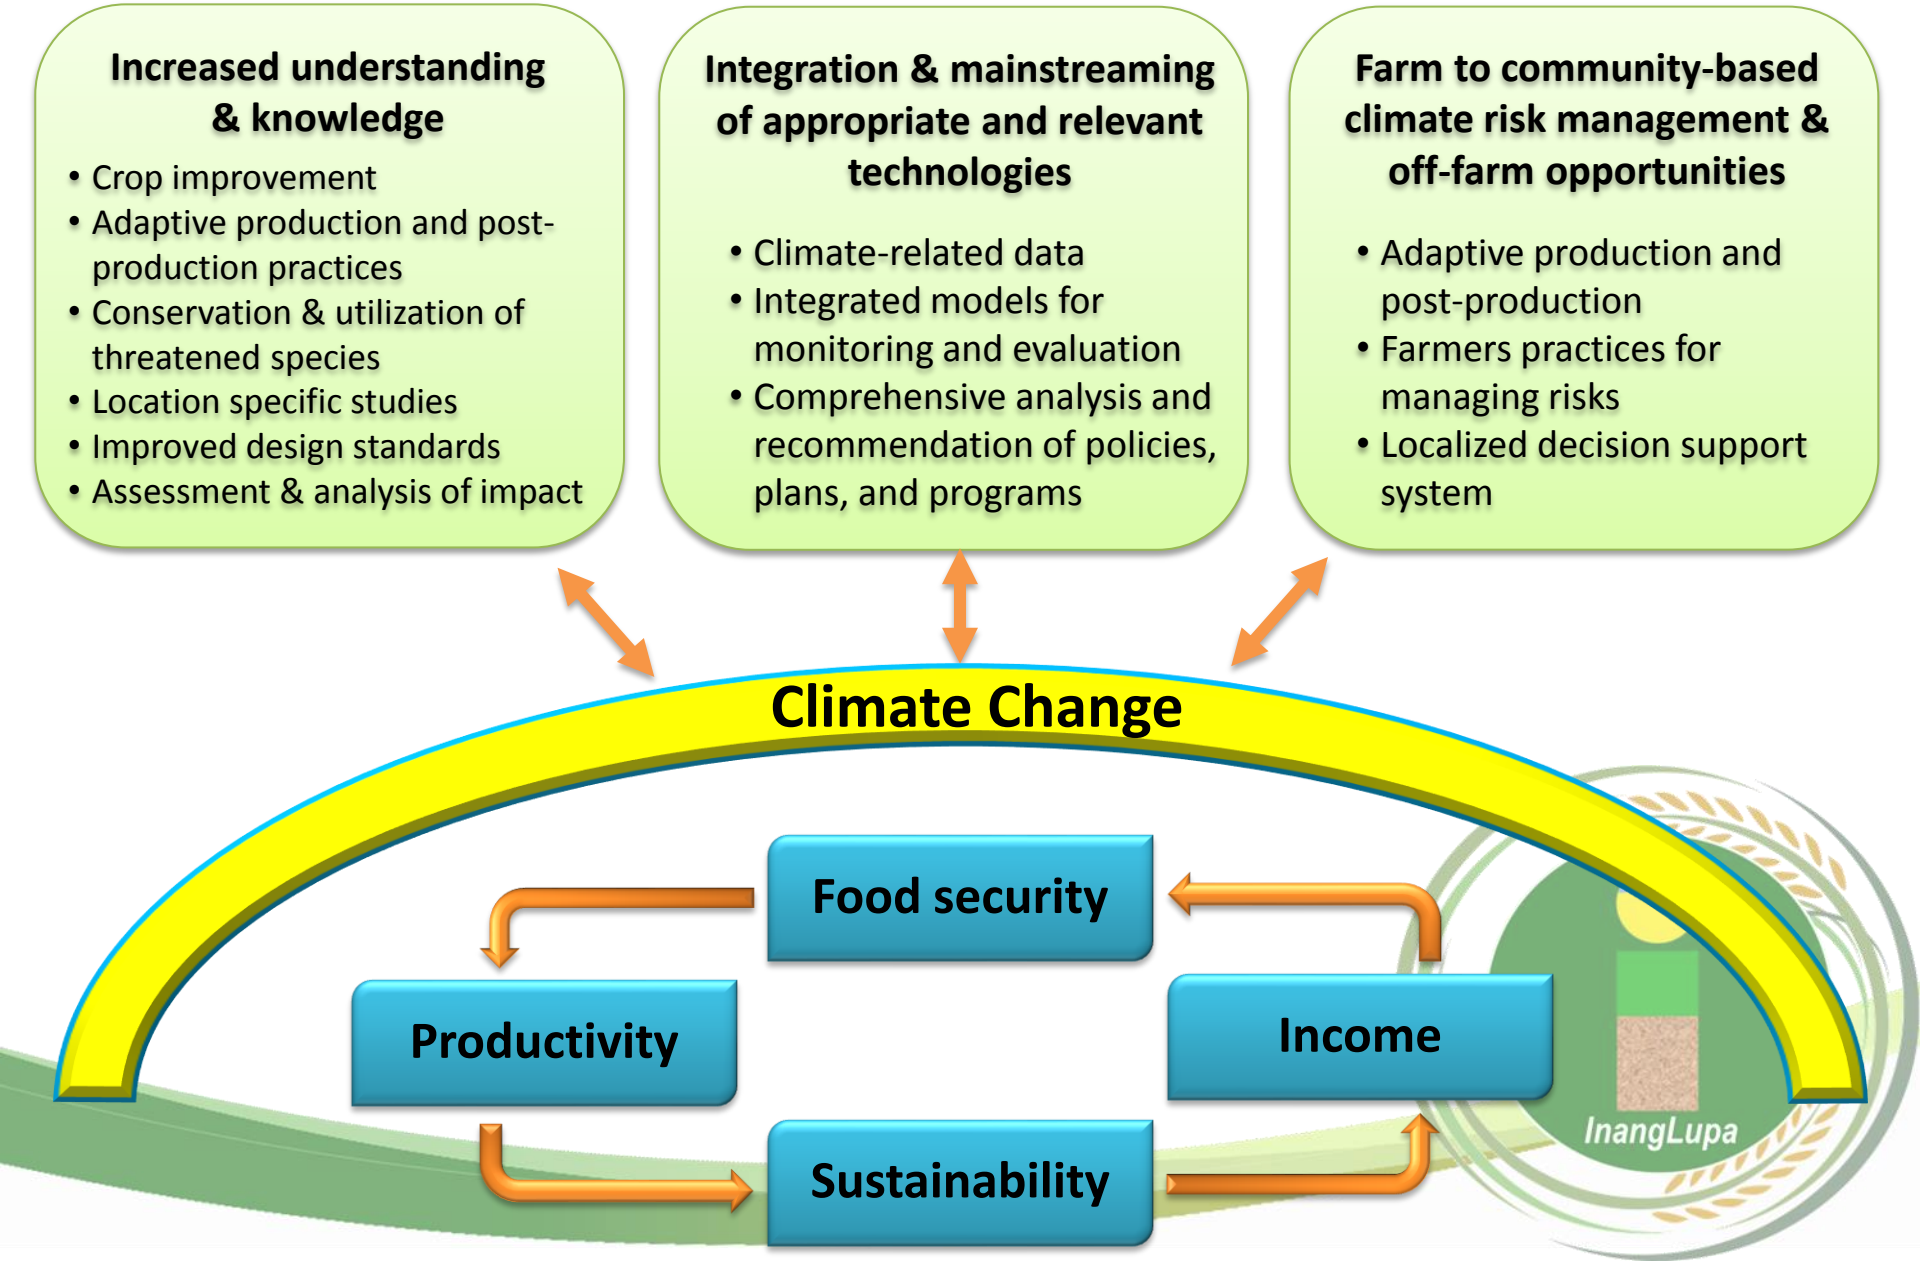 Increased understanding
& knowledge
• Crop improvement
• Adaptive production and post-
production practices
• Conservation & utilization of
threatened species
• Location specific studies
• Improved design standards
• Assessment & analysis of impact
Integration & mainstreaming
of appropriate and relevant
technologies
• Climate-related data
• Integrated models for
monitoring and evaluation
• Comprehensive analysis and
recommendation of policies,
plans, and programs
Farm to community-based
climate risk management &
off-farm opportunities
• Adaptive production and
post-production
• Farmers practices for
managing risks
• Localized decision support
system
Climate Change
Food security
Productivity
Income
Sustainability
InangLupa